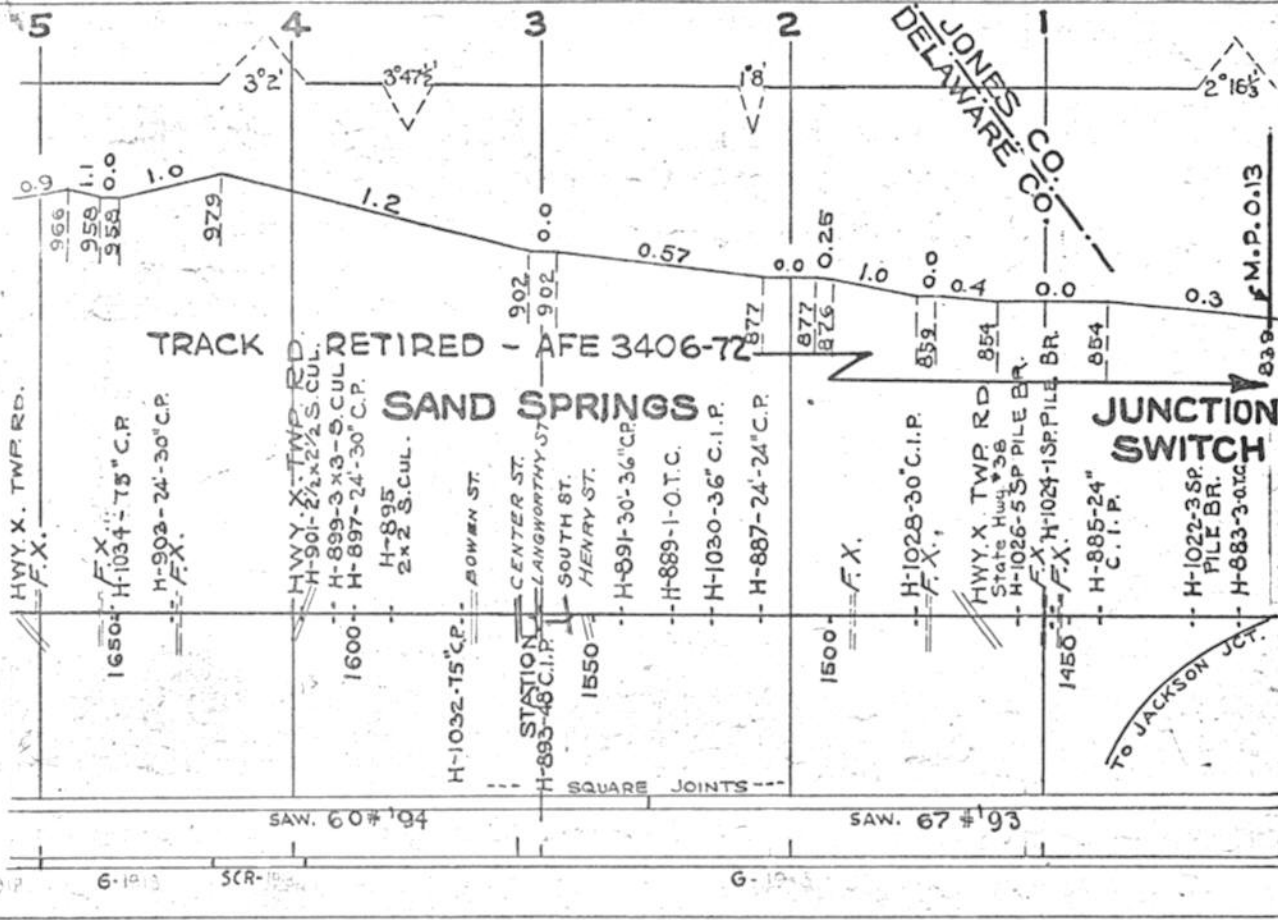 5 4 3 2 1
JONES CO.
DELAWARE CO.
3°2' 3°47½' 1°8' 2°16⅓'
0.9 1.1 0.0 1.0 1.2 0.0 0.57 0.0 0.25 1.0 0.0 0.4 0.0 0.3
966 958 958 979 902 902 877 877 876 859 854 854 839
M.P. 0.13
TRACK RETIRED - AFE 3406-72
SAND SPRINGS
JUNCTION
SWITCH
HWY. X. TWP. RD.
F.X.
F.X.
H-1034-75" C.P.
H-903-24'-30" C.P.
F.X.
HWY. X. TWP. RD.
H-901-2½x2½ S.CUL.
H-899-3x3-S.CUL.
H-897-24'-30" C.P.
H-895
2x2 S.CUL.
H-1032-75" C.P.
BOWEN ST.
CENTER ST.
STATION
LANGWORTHY ST
H-893-48" C.I.P.
SOUTH ST.
HENRY ST.
H-891-30'-36" C.P.
H-889-1-O.T.C.
H-1030-36" C.I.P.
H-887-24'-24" C.P.
F.X.
H-1028-30" C.I.P.
F.X.
HWY X TWP. RD
State Hwy #38
H-1026-5 SP PILE BR.
F.X
H-1024-1 SP. PILE. BR.
F.X.
H-885-24"
C.I.P.
H-1022-3 SP.
PILE BR.
H-883-3-O.T.C.
1650 1600 1550 1500 1450
TO JACKSON JCT.
SQUARE JOINTS
SAW. 60# '94
SAW. 67 # '93
G-1913
SCR-
G-